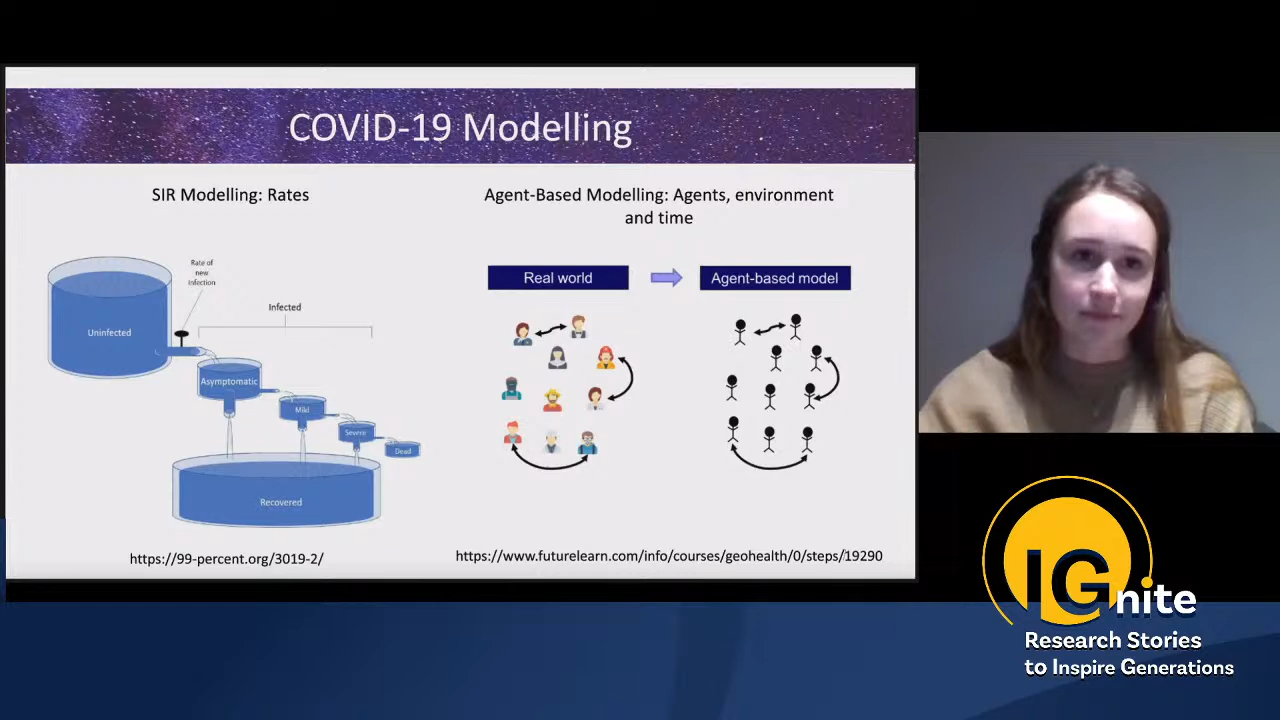 COVID-19 Modelling
SIR Modelling: Rates
Rate of
new
Infection
Infected
Uninfected
Asymptomatic
Mild
Severe
Dead
Recovered
https://99-percent.org/3019-2/
Agent-Based Modelling: Agents, environment
and time
Real world
Agent-based model
https://www.futurelearn.com/info/courses/geohealth/0/steps/19290
IGnite
Research Stories
to Inspire Generations